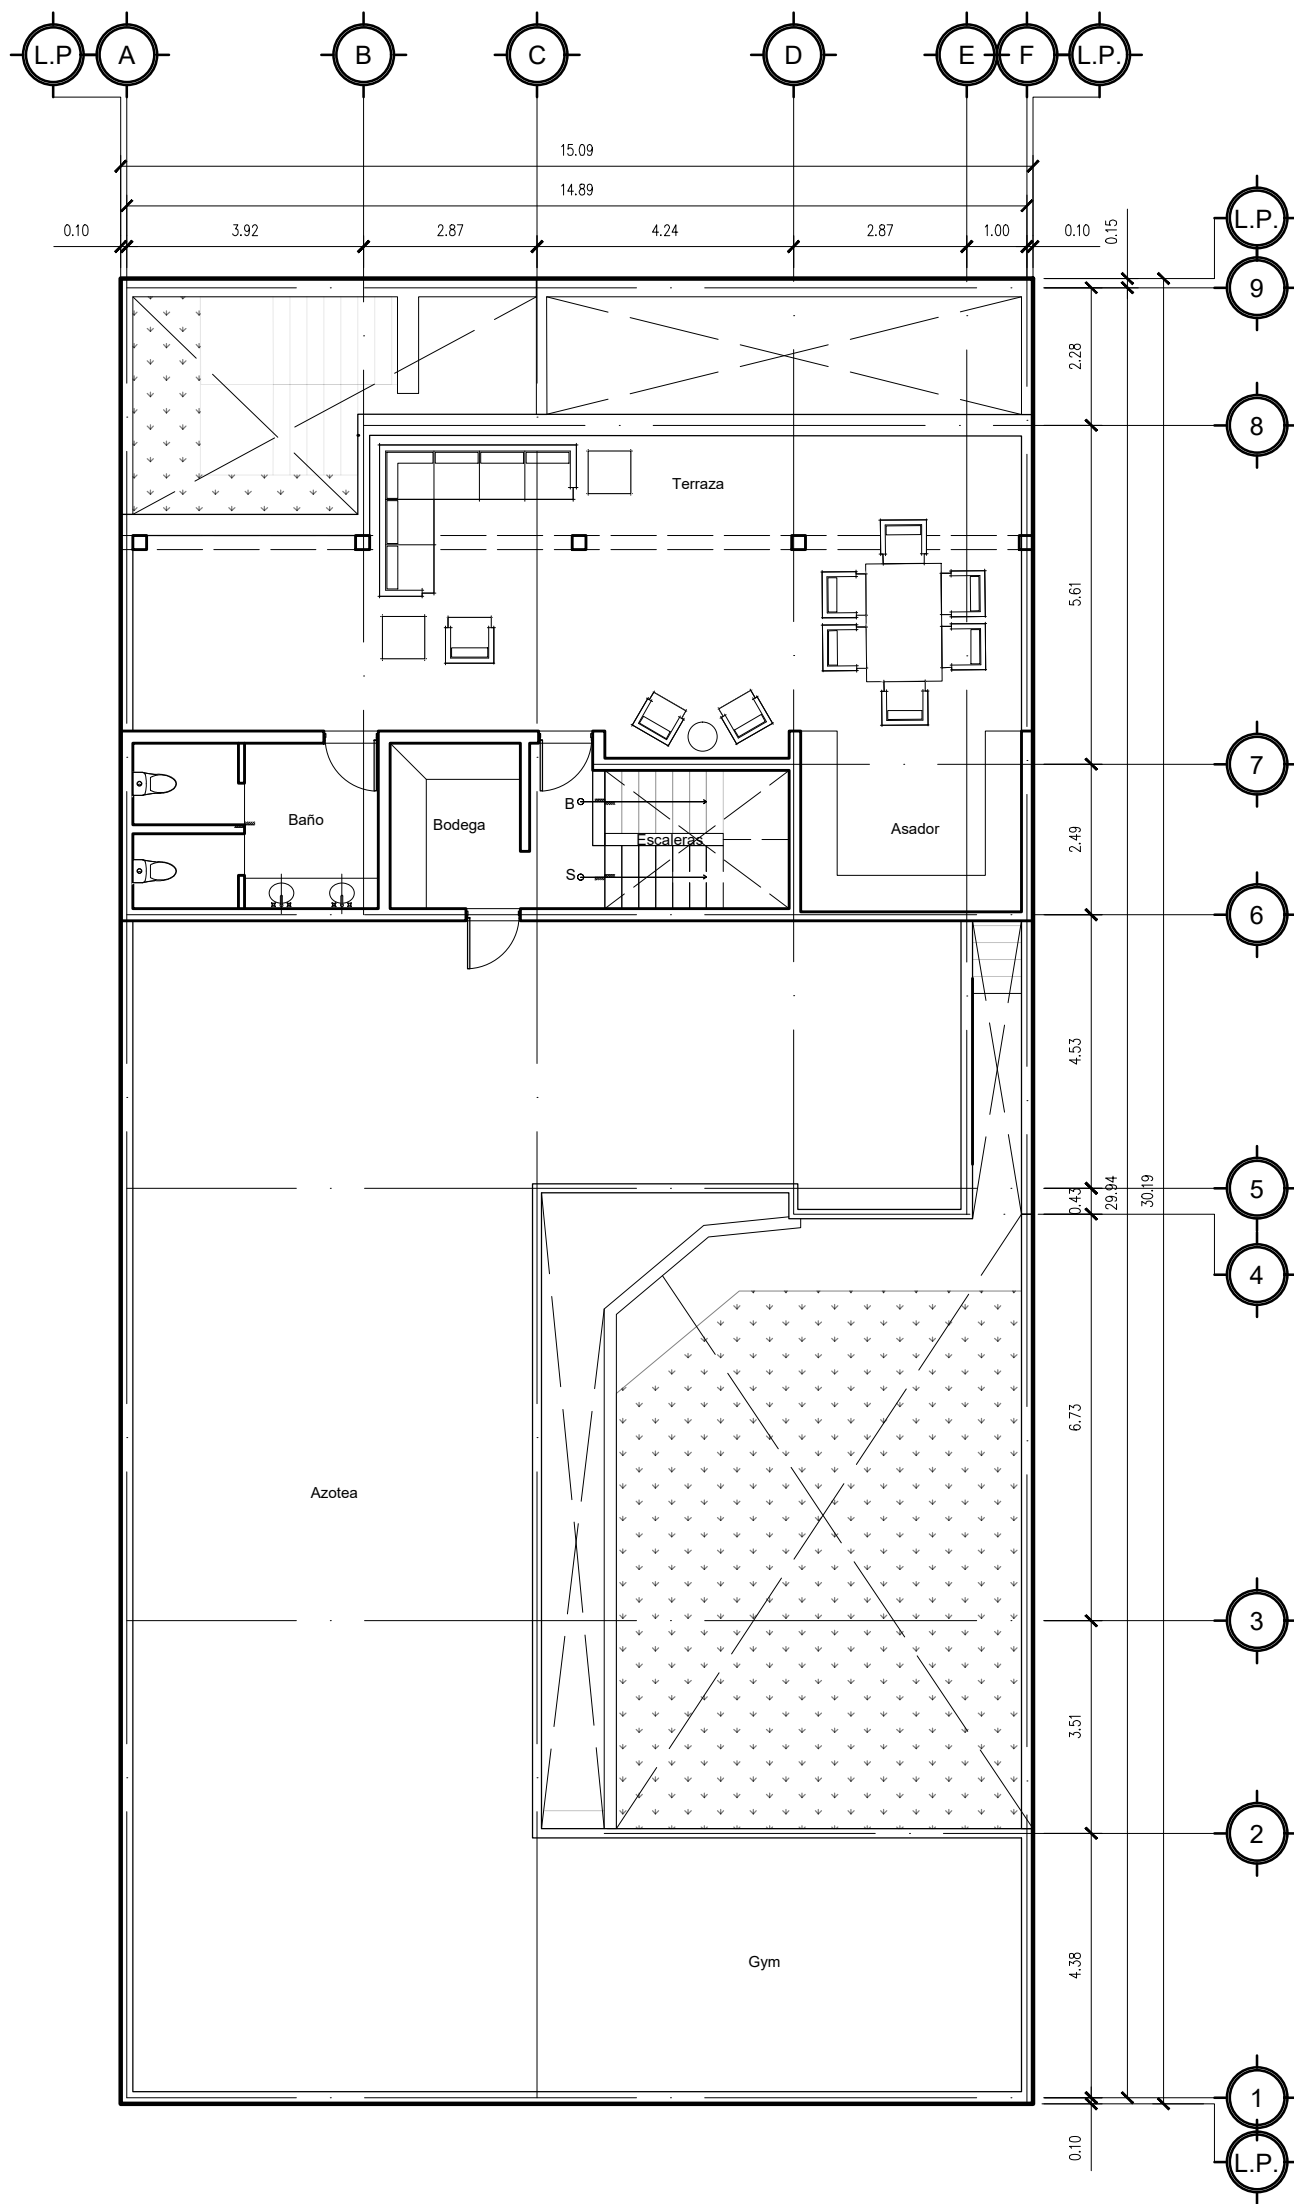 L.P A B C D E F L.P.
15.09
14.89
0.10 3.92 2.87 4.24 2.87 1.00 0.10 0.15
L.P.
9
2.28
8
Terraza
5.61
7
B
Baño Bodega Escaleras Asador
2.49
S
6
4.53
5
0.43 29.94 30.19
4
6.73
Azotea
3
3.51
2
Gym
4.38
1
0.10
L.P.